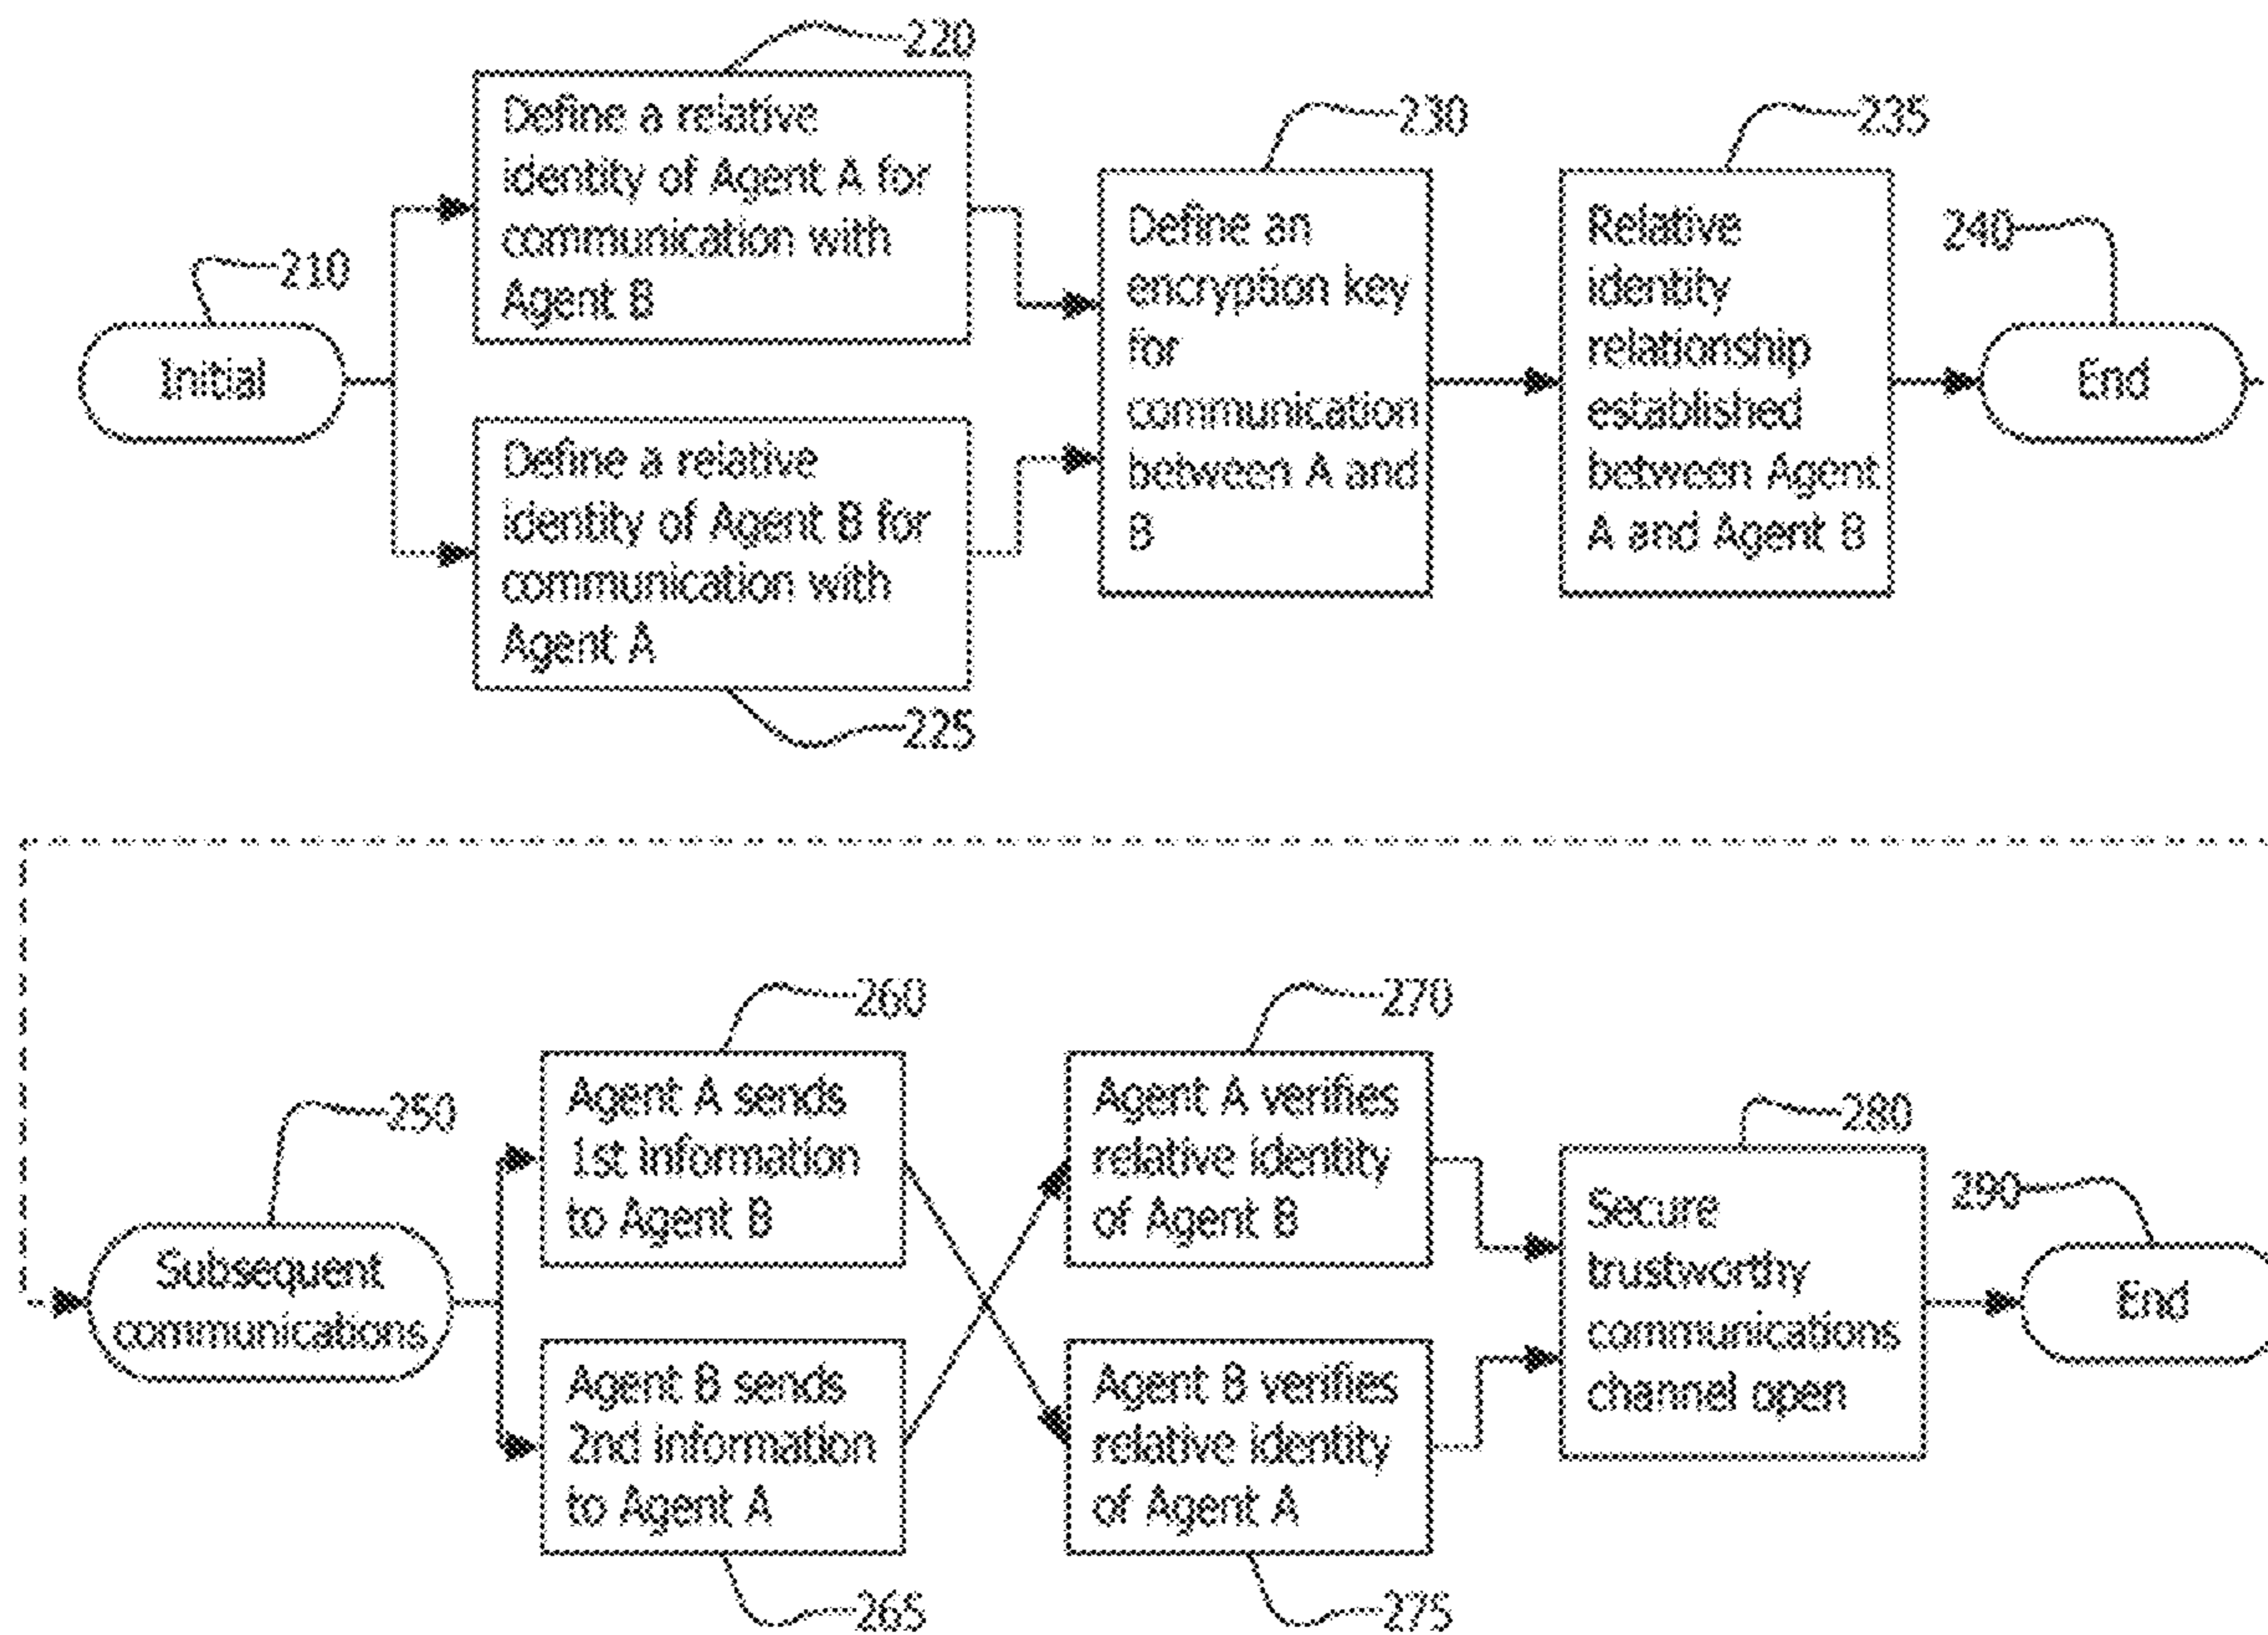 220
Define a relative
identity of Agent A for
communication with
Agent B
210
Initial
Define a relative
identity of Agent B for
communication with
Agent A
225
230
Define an
encryption key
for
communication
between A and
B
235
Relative
identity
relationship
established
between Agent
A and Agent B
240
End
250
Subsequent
communications
260
Agent A sends
1st information
to Agent B
Agent B sends
2nd information
to Agent A
265
270
Agent A verifies
relative identity
of Agent B
Agent B verifies
relative identity
of Agent A
275
280
Secure
trustworthy
communications
channel open
290
End